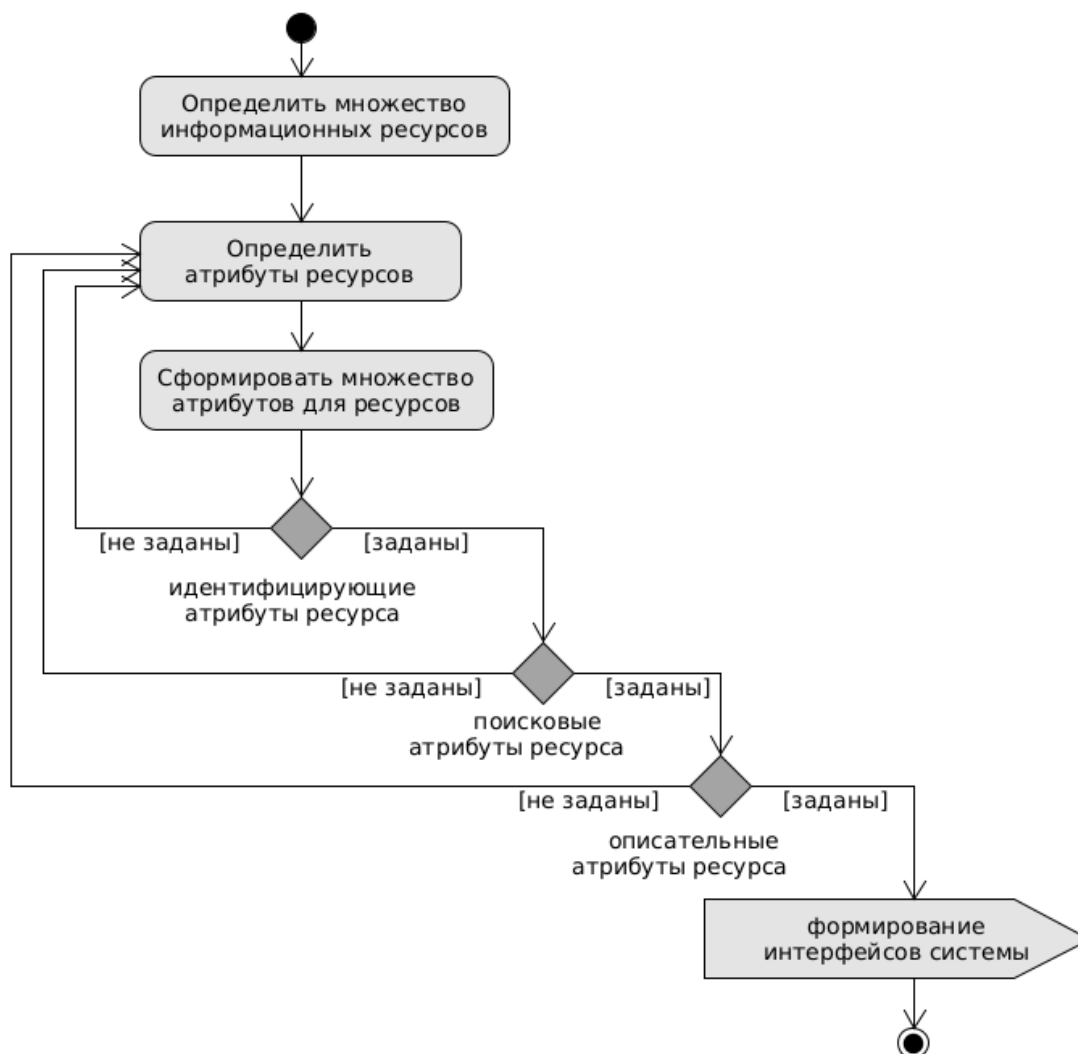 Определить множество
информационных ресурсов
Определить
атрибуты ресурсов
Сформировать множество
атрибутов для ресурсов
[не заданы]
[заданы]
идентифицирующие
атрибуты ресурса
[не заданы]
[заданы]
поисковые
атрибуты ресурса
[не заданы]
[заданы]
описательные
атрибуты ресурса
формирование
интерфейсов системы